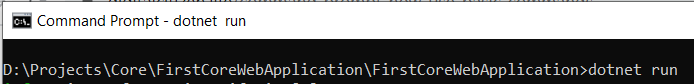 Command Prompt - dotnet  run
D:\Projects\Core\FirstCoreWebApplication\FirstCoreWebApplication>dotnet run